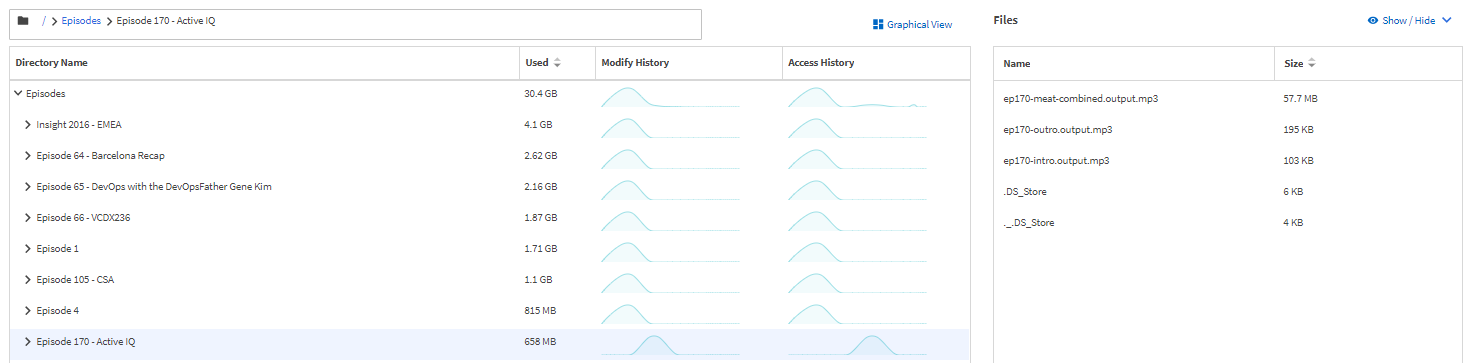 / > Episodes > Episode 170 - Active IQ
Graphical View
Directory Name Used Modify History Access History
Episodes 30.4 GB
Insight 2016 - EMEA 4.1 GB
Episode 64 - Barcelona Recap 2.62 GB
Episode 65 - DevOps with the DevOpsFather Gene Kim 2.16 GB
Episode 66 - VCDX236 1.87 GB
Episode 1 1.71 GB
Episode 105 - CSA 1.1 GB
Episode 4 815 MB
Episode 170 - Active IQ 658 MB
Files Show / Hide
Name Size
ep170-meat-combined.output.mp3 57.7 MB
ep170-outro.output.mp3 195 KB
ep170-intro.output.mp3 103 KB
.DS_Store 6 KB
._.DS_Store 4 KB